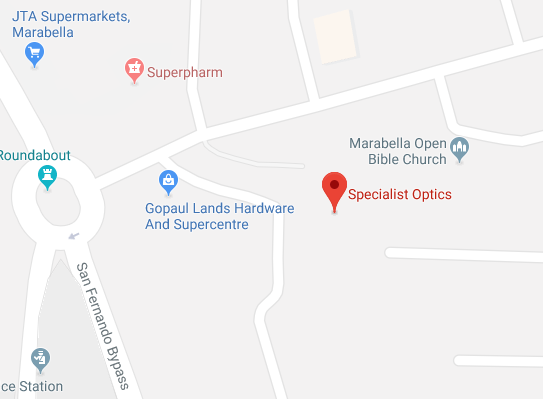 JTA Supermarkets,
Marabella
Superpharm
Marabella Open
Bible Church
Roundabout
Specialist Optics
Gopaul Lands Hardware
And Supercentre
San Fernando Bypass
ce Station